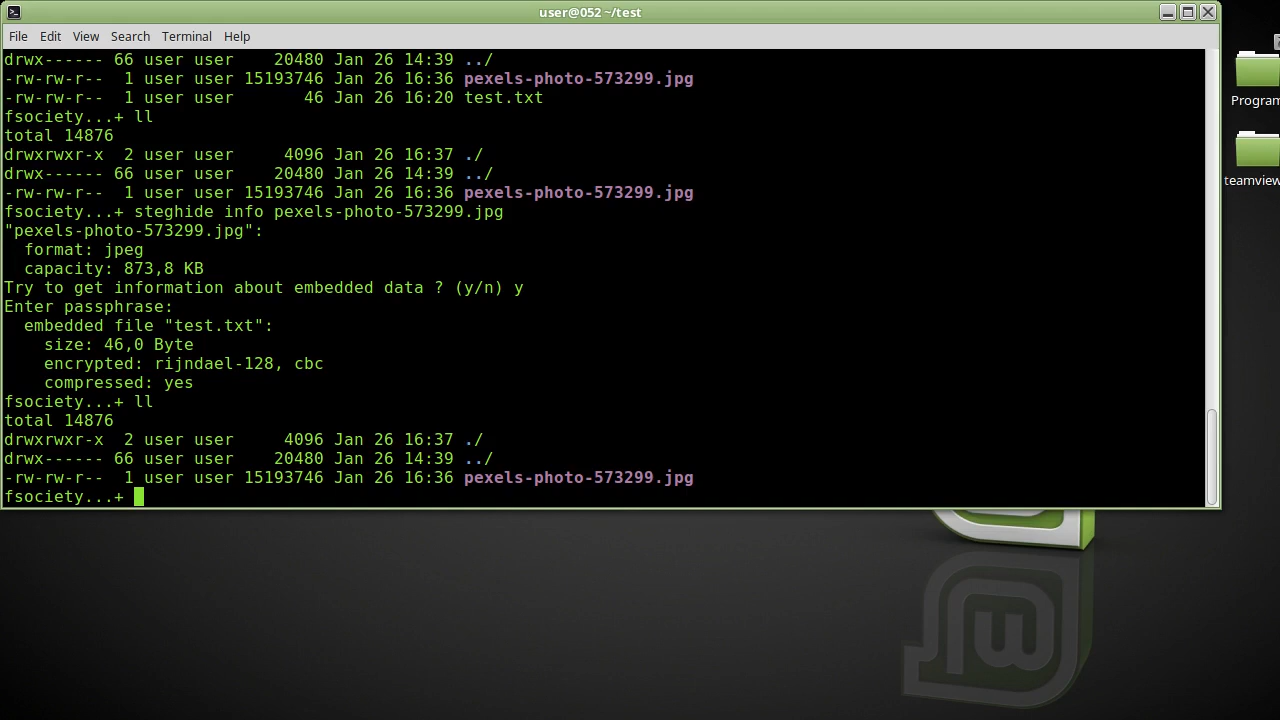 user@052 ~/test
File Edit View Search Terminal Help
drwx------ 66 user user    20480 Jan 26 14:39 ../
-rw-rw-r--  1 user user 15193746 Jan 26 16:36 pexels-photo-573299.jpg
-rw-rw-r--  1 user user       46 Jan 26 16:20 test.txt
fsociety...+ ll
total 14876
drwxrwxr-x  2 user user     4096 Jan 26 16:37 ./
drwx------ 66 user user    20480 Jan 26 14:39 ../
-rw-rw-r--  1 user user 15193746 Jan 26 16:36 pexels-photo-573299.jpg
fsociety...+ steghide info pexels-photo-573299.jpg
"pexels-photo-573299.jpg":
  format: jpeg
  capacity: 873,8 KB
Try to get information about embedded data ? (y/n) y
Enter passphrase:
  embedded file "test.txt":
    size: 46,0 Byte
    encrypted: rijndael-128, cbc
    compressed: yes
fsociety...+ ll
total 14876
drwxrwxr-x  2 user user     4096 Jan 26 16:37 ./
drwx------ 66 user user    20480 Jan 26 14:39 ../
-rw-rw-r--  1 user user 15193746 Jan 26 16:36 pexels-photo-573299.jpg
fsociety...+
Program
teamview